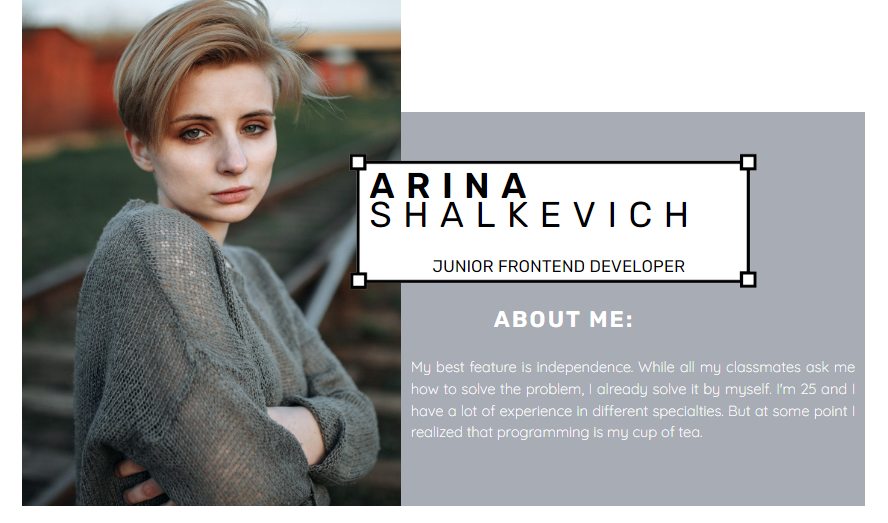 ARINA
SHALKEVICH
JUNIOR FRONTEND DEVELOPER
ABOUT ME:
My best feature is independence. While all my classmates ask me
how to solve the problem, I already solve it by myself. I'm 25 and I
have a lot of experience in different specialties. But at some point I
realized that programming is my cup of tea.